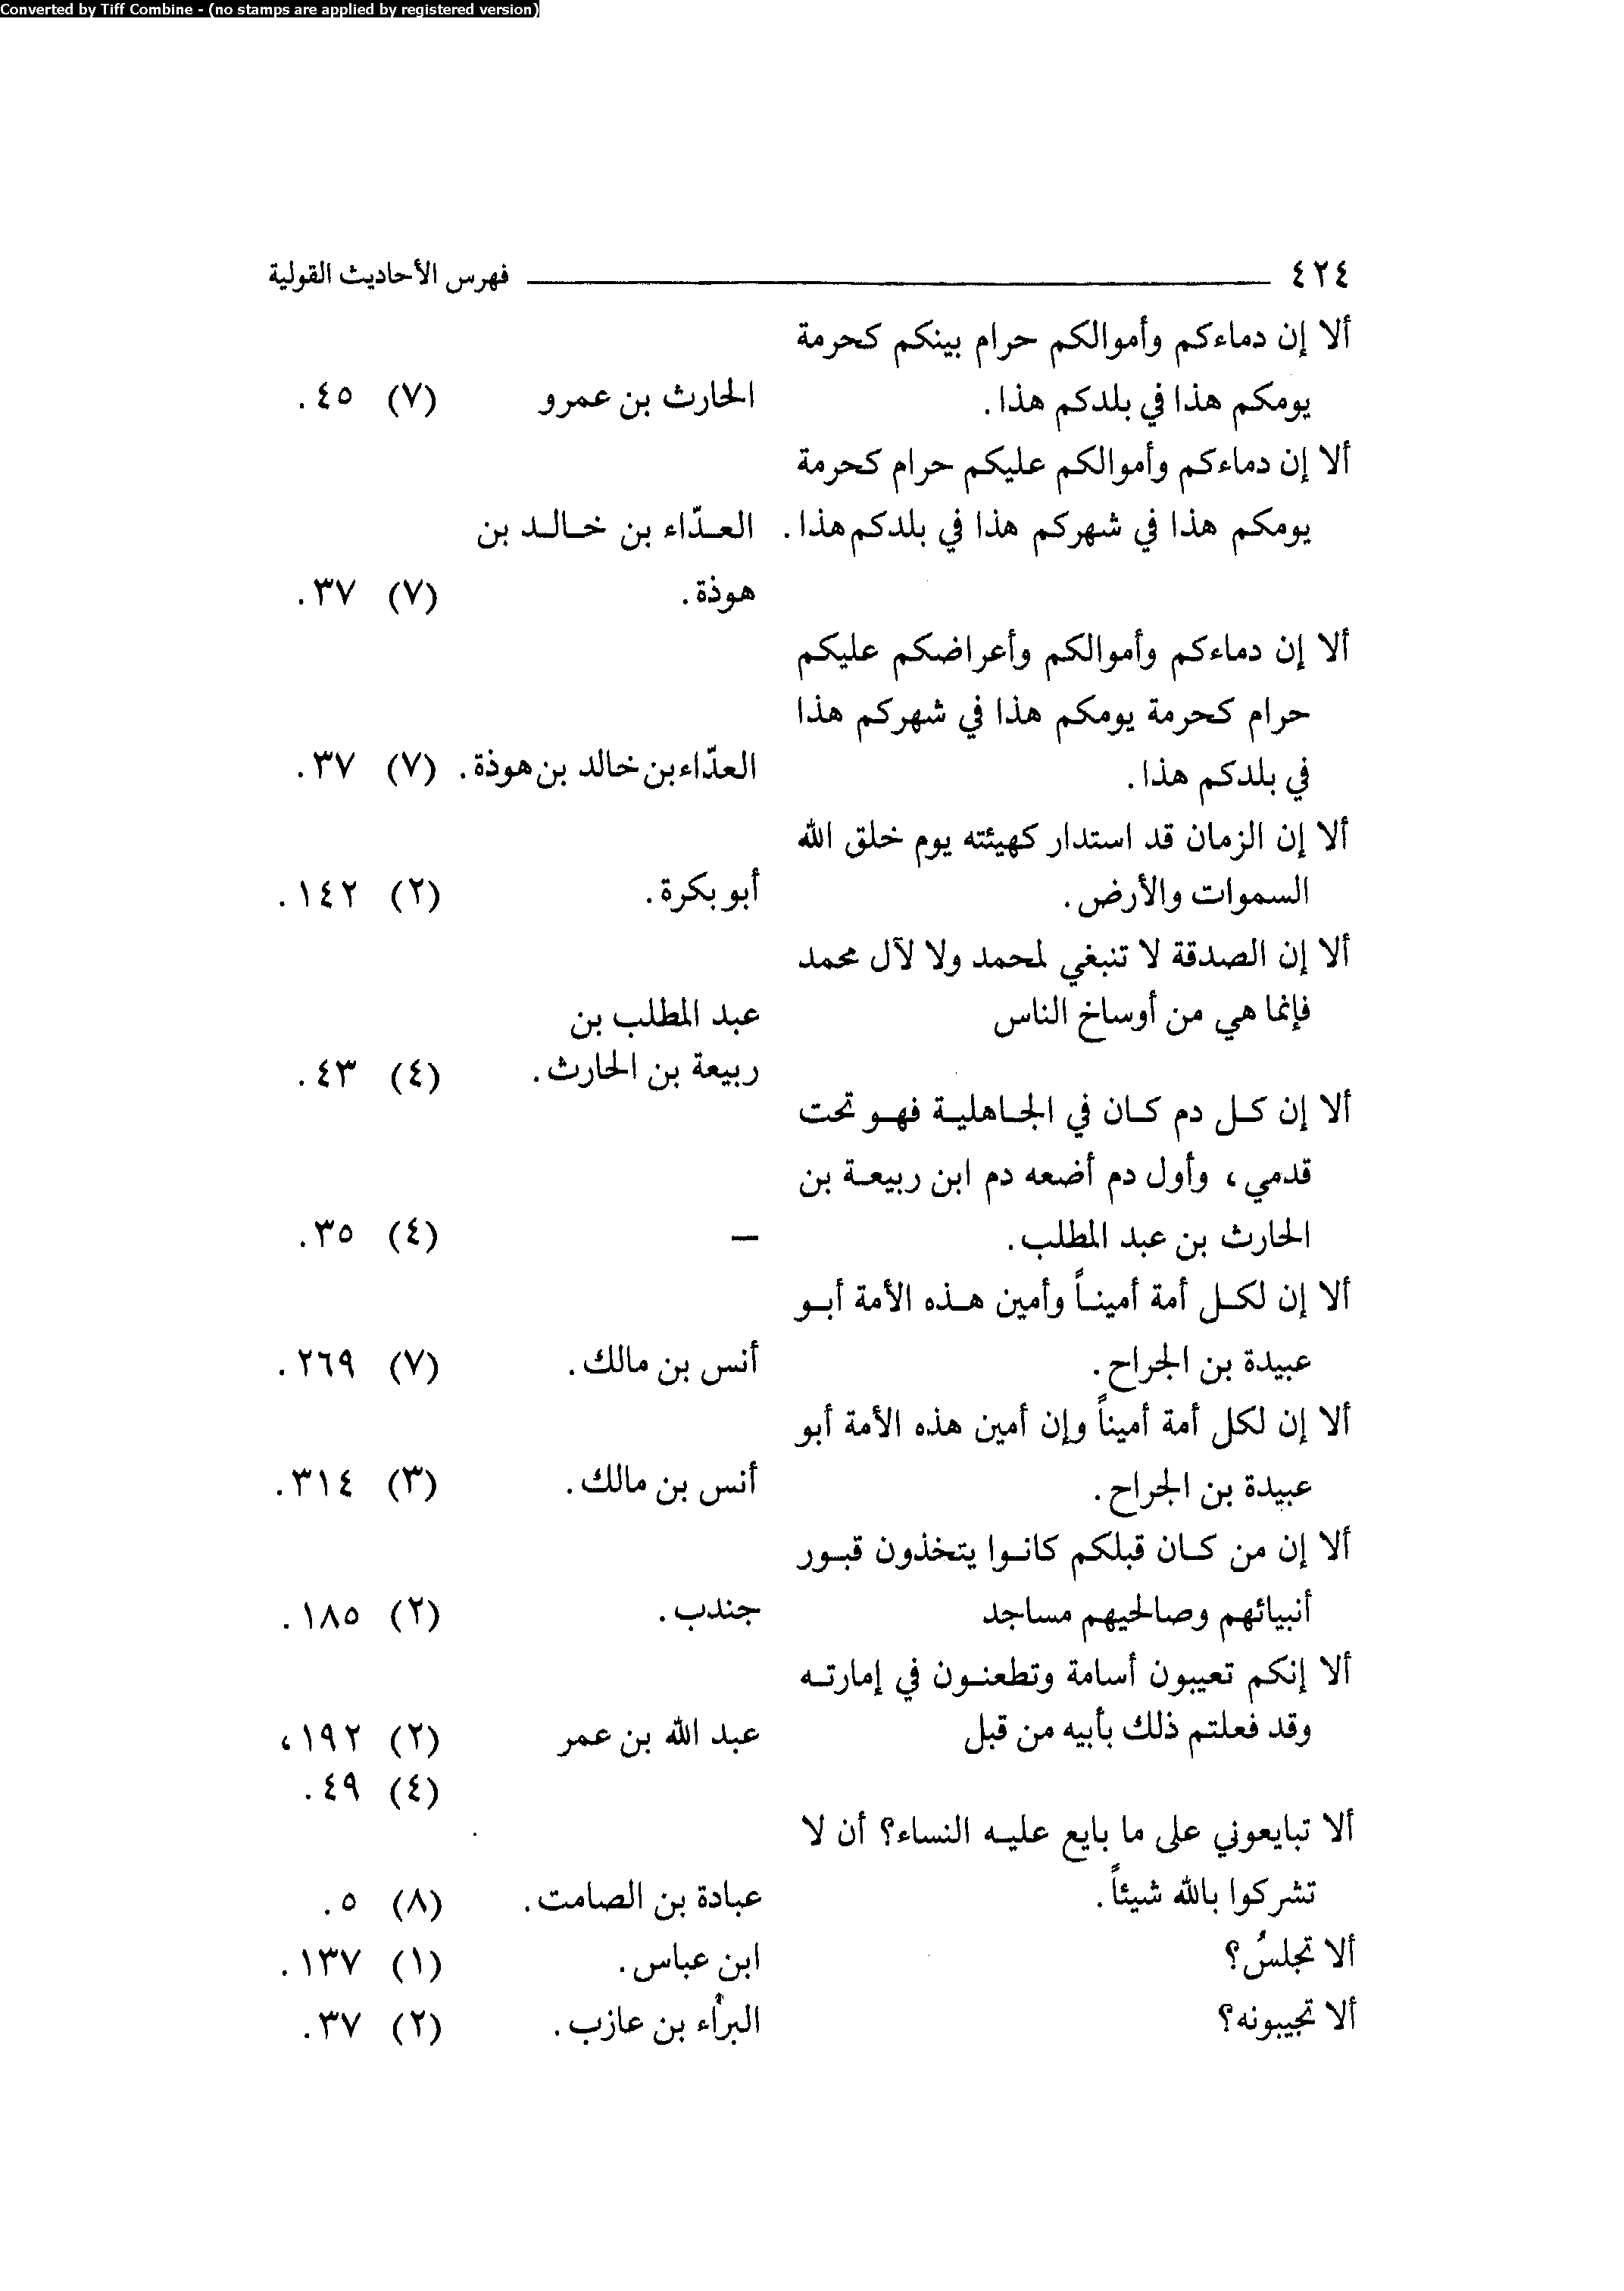 Converted by Tiff Combine - (no stamps are applied by registered version)
٤٢٤ فهرس الأحاديث القولية
ألا إن دماءكم وأموالكم حرام بينكم كحرمة
يومكم هذا في بلدكم هذا. الحارث بن عمرو (٧) ٤٥.
ألا إن دماءكم وأموالكم عليكم حرام كحرمة
يومكم هذا في شهركم هذا في بلدكم هذا. العدّاء بن خالد بن
هوذة. (٧) ٣٧.
ألا إن دماءكم وأموالكم وأعراضكم عليكم
حرام كحرمة يومكم هذا في شهركم هذا
في بلدكم هذا. العدّاء بن خالد بن هوذة. (٧) ٣٧.
ألا إن الزمان قد استدار كهيئته يوم خلق الله
السموات والأرض. أبو بكرة. (٢) ١٤٢.
ألا إن الصدقة لا تنبغي لمحمد ولا لآل محمد
فإنما هي من أوساخ الناس عبد المطلب بن
ربيعة بن الحارث. (٤) ٤٣.
ألا إن كل دم كان في الجاهلية فهو تحت
قدمي، وأول دم أضعه دم ابن ربيعة بن
الحارث بن عبد المطلب. — (٤) ٣٥.
ألا إن لكل أمة أميناً وأمين هذه الأمة أبو
عبيدة بن الجراح. أنس بن مالك. (٧) ٢٦٩.
ألا إن لكل أمة أميناً وإن أمين هذه الأمة أبو
عبيدة بن الجراح. أنس بن مالك. (٣) ٣١٤.
ألا إن من كان قبلكم كانوا يتخذون قبور
أنبيائهم وصالحيهم مساجد جندب. (٢) ١٨٥.
ألا إنكم تعيبون أسامة وتطعنون في إمارته
وقد فعلتم ذلك بأبيه من قبل عبد الله بن عمر (٢) ١٩٢،
(٤) ٤٩.
ألا تبايعوني على ما بايع عليه النساء؟ أن لا
تشركوا بالله شيئاً. عبادة بن الصامت. (٨) ٥.
ألا تجلسُ؟ ابن عباس. (١) ١٣٧.
ألا تجيبونه؟ البرأء بن عازب. (٢) ٣٧.